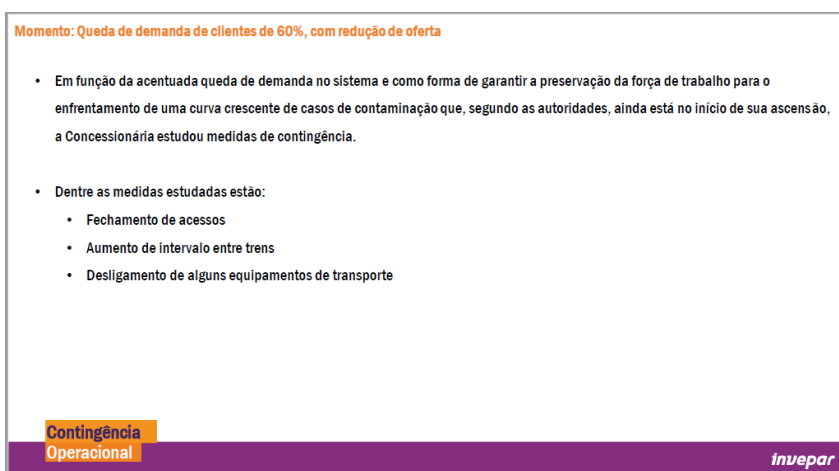 Momento: Queda de demanda de clientes de 60%, com redução de oferta
• Em função da acentuada queda de demanda no sistema e como forma de garantir a preservação da força de trabalho para o
enfrentamento de uma curva crescente de casos de contaminação que, segundo as autoridades, ainda está no início de sua ascensão,
a Concessionária estudou medidas de contingência.
• Dentre as medidas estudadas estão:
• Fechamento de acessos
• Aumento de intervalo entre trens
• Desligamento de alguns equipamentos de transporte
Contingência
Operacional
invepar